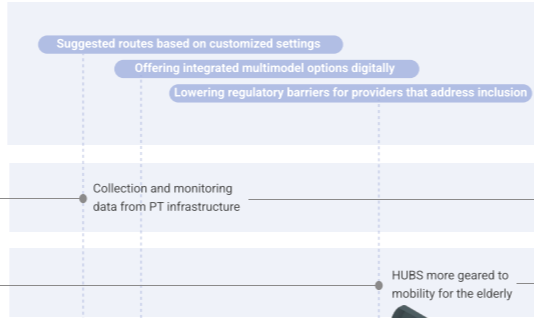 Suggested routes based on customized settings
Offering integrated multimodel options digitally
Lowering regulatory barriers for providers that address inclusion
Collection and monitoring
data from PT infrastructure
HUBS more geared to
mobility for the elderly